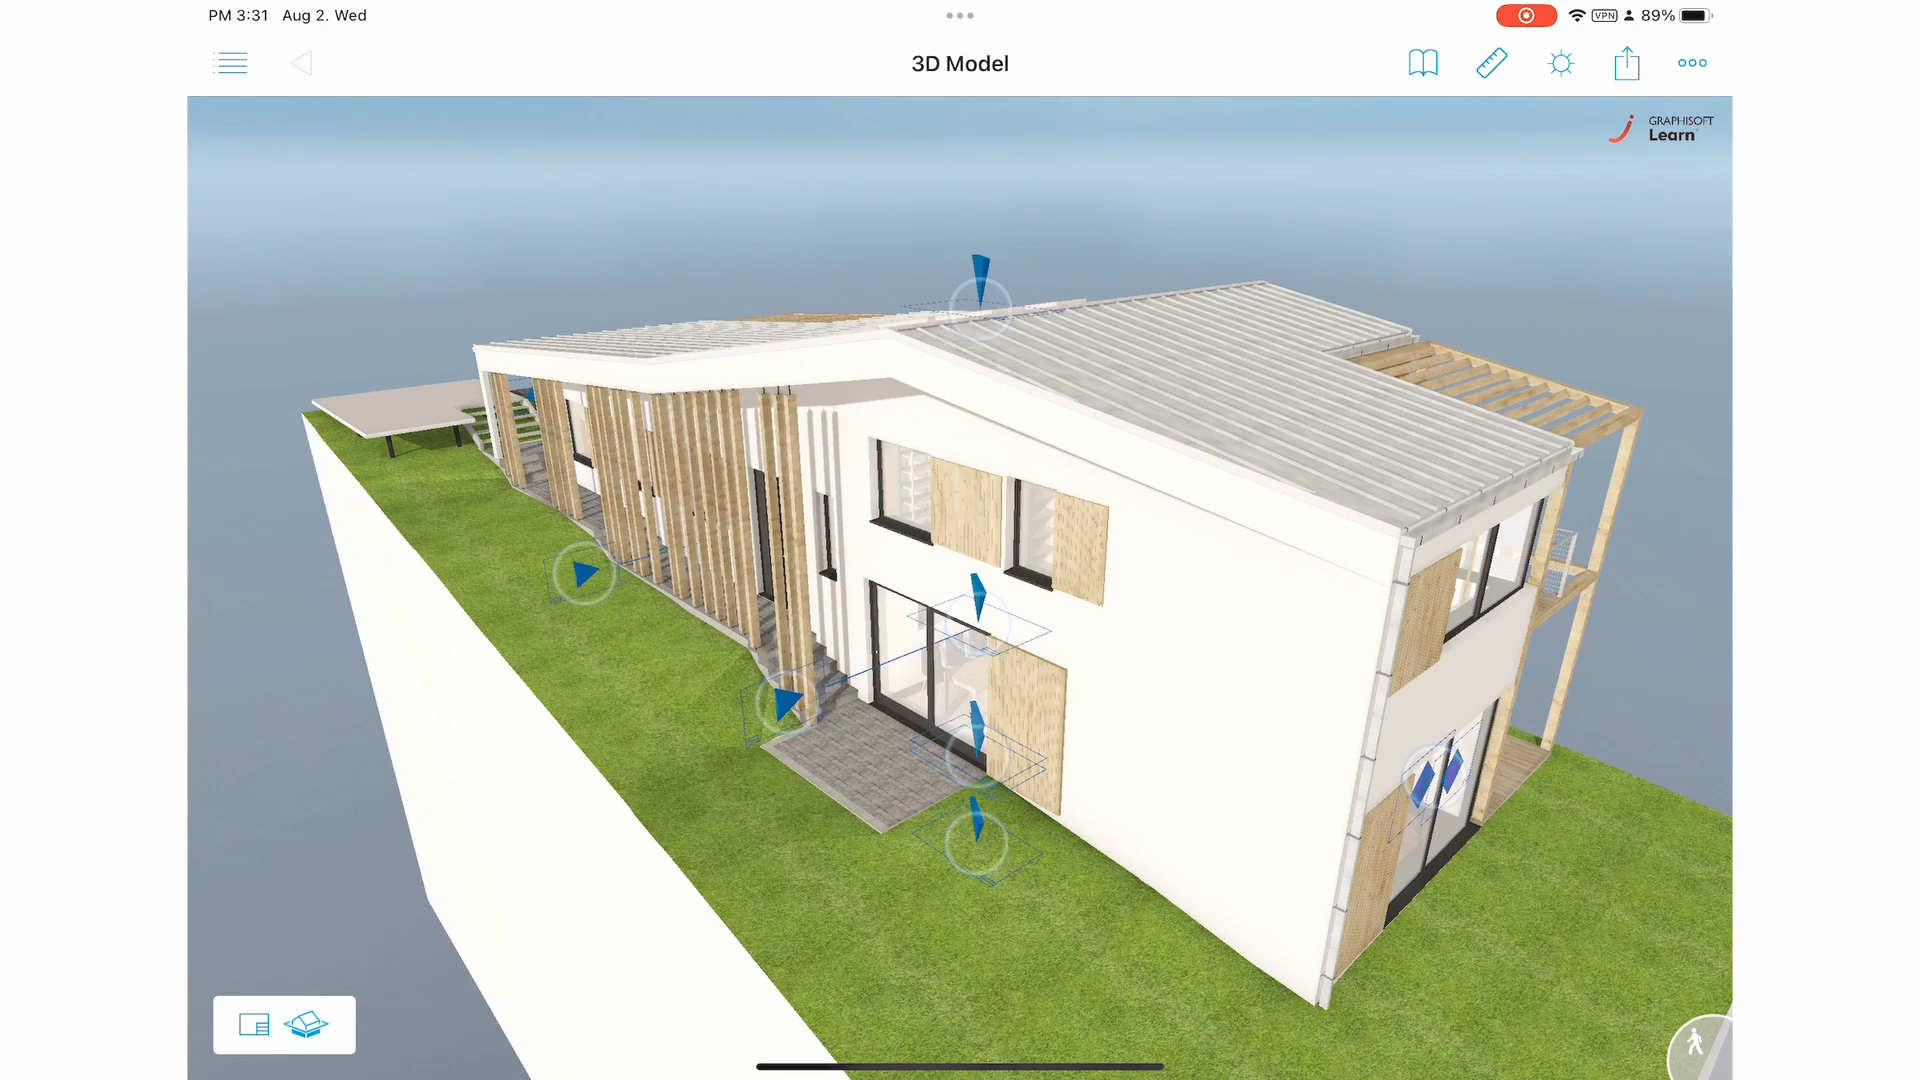 PM 3:31 Aug 2. Wed
VPN
89%
3D Model
GRAPHISOFT
Learn